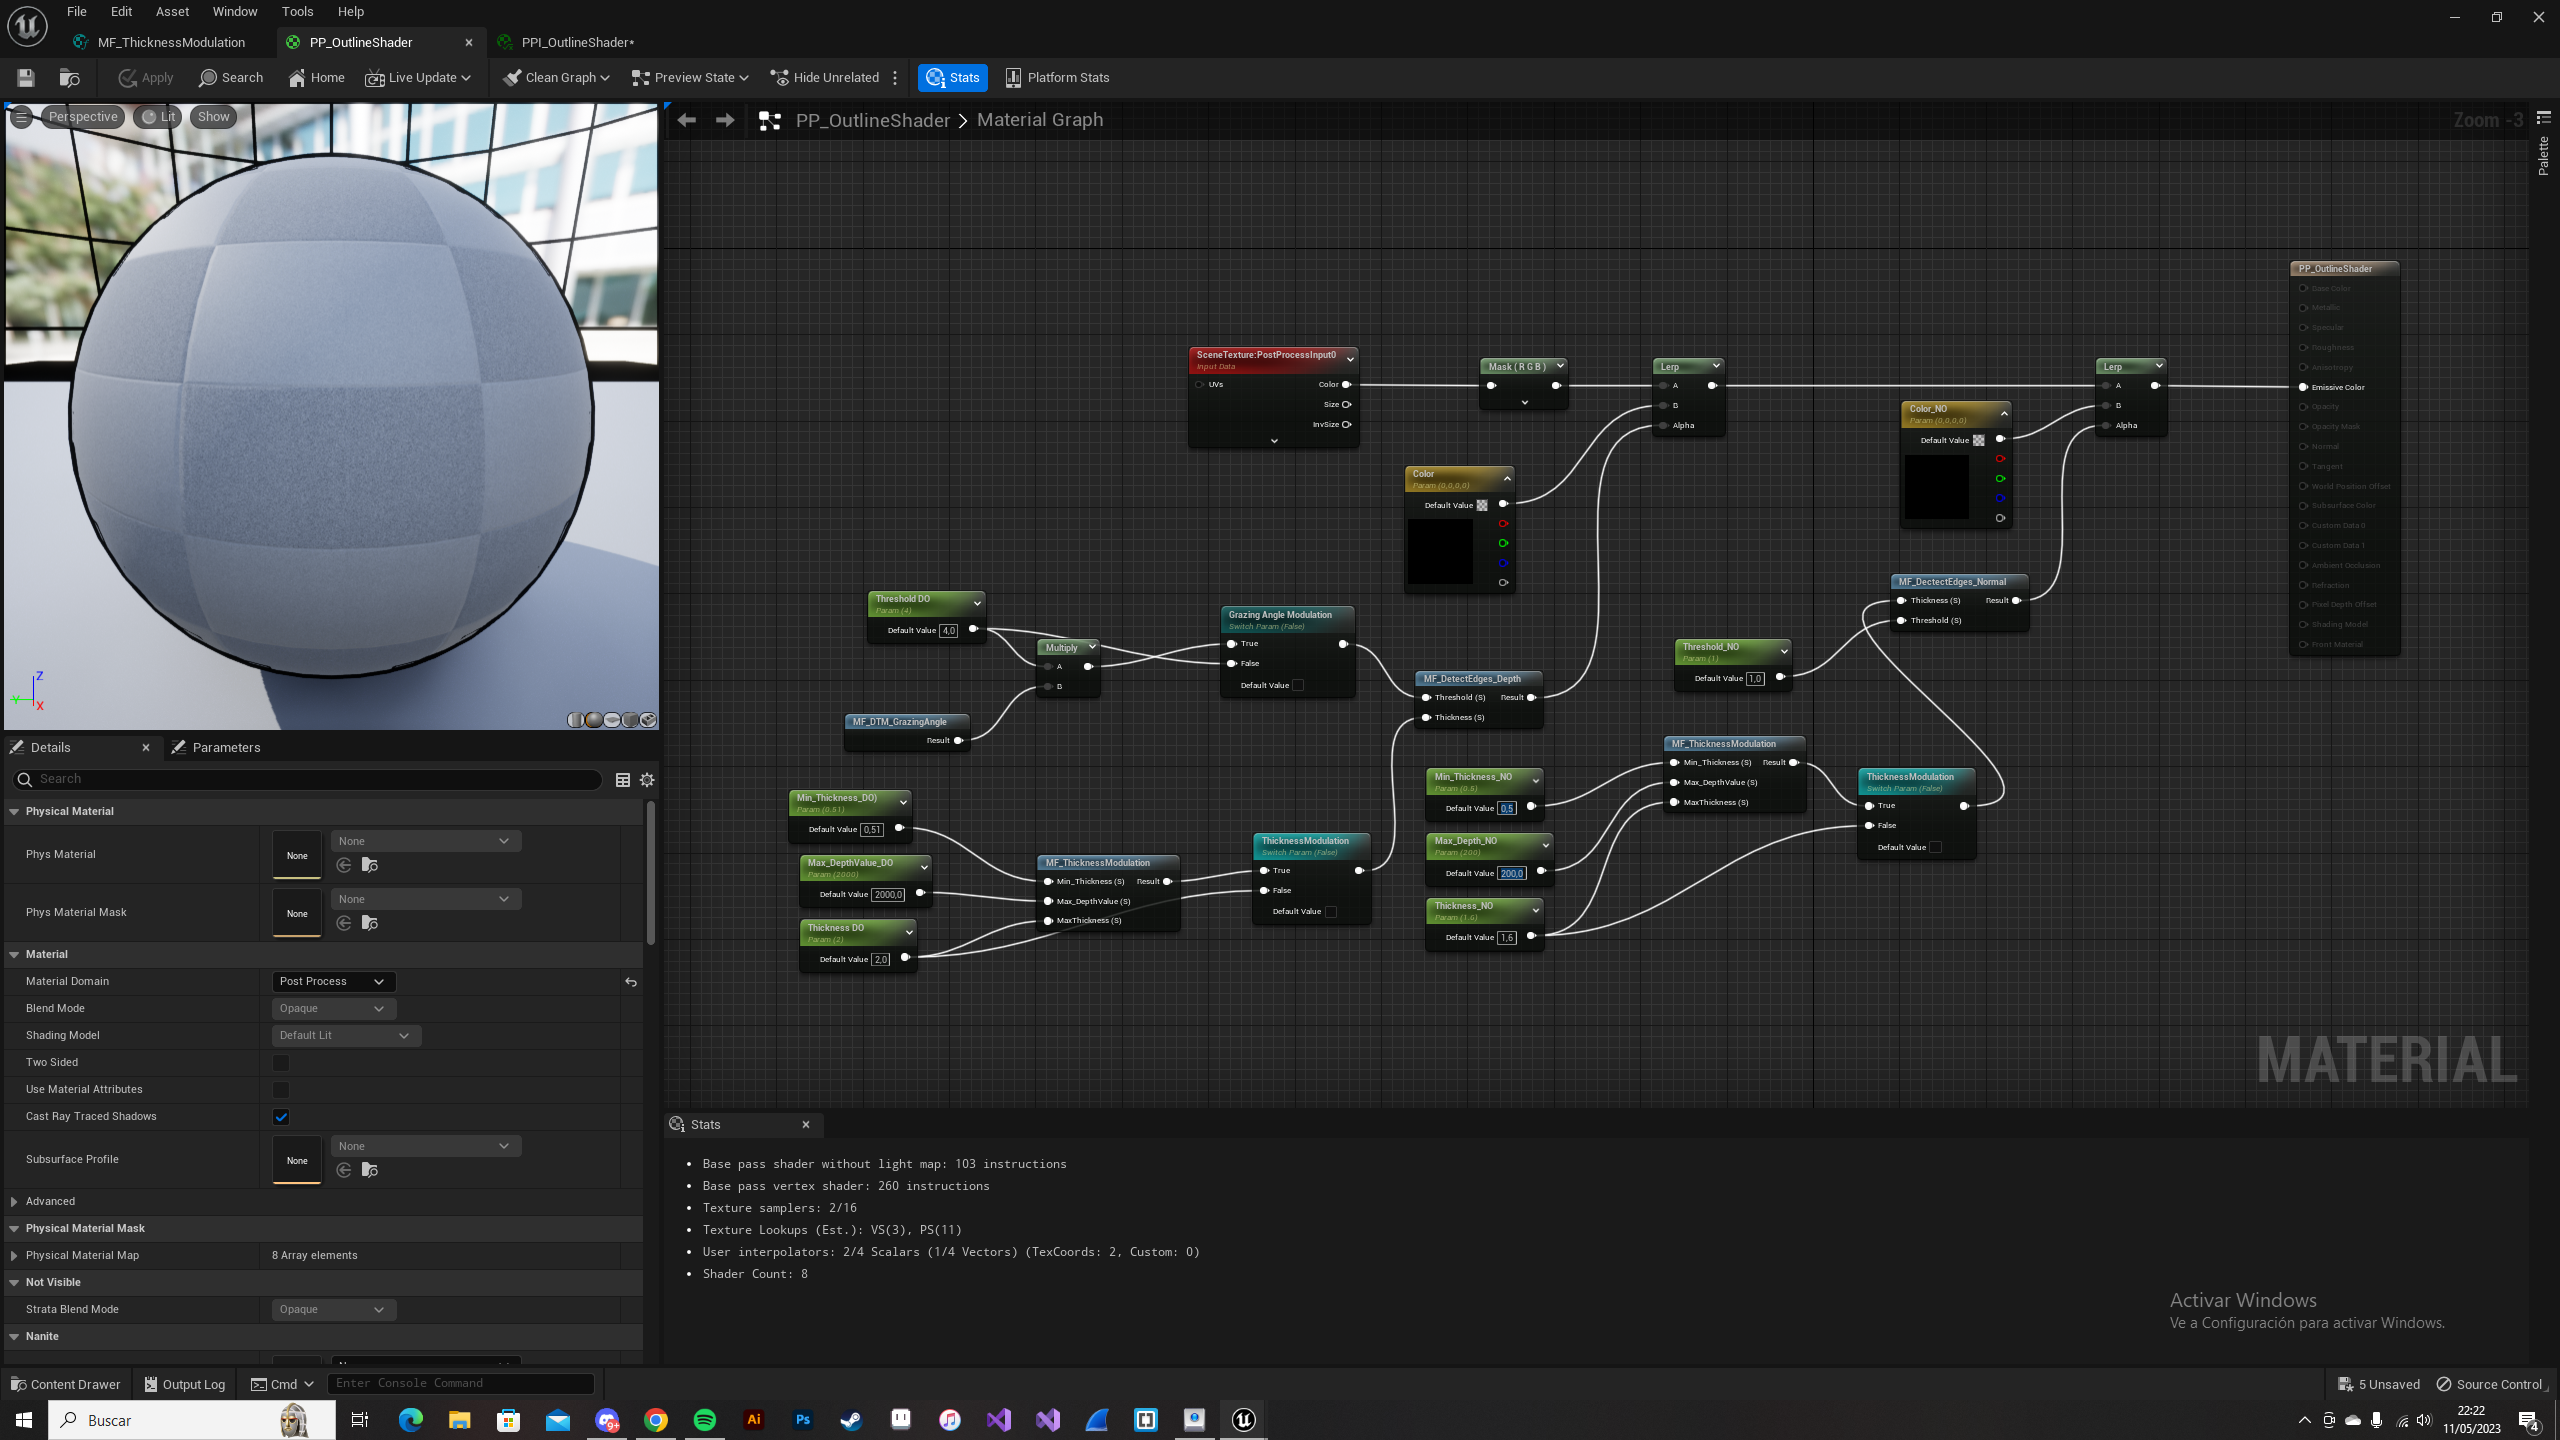 File Edit Asset Window Tools Help
MF_ThicknessModulation
PP_OutlineShader
PPI_OutlineShader*
Apply
Search
Home
Live Update
Clean Graph
Preview State
Hide Unrelated
Stats
Platform Stats
Perspective
Lit
Show
Z
Y
X
PP_OutlineShader > Material Graph
Zoom -3
Palette
SceneTexture:PostProcessInput0
Input Data
UVs
Color
Size
InvSize
Mask ( R G B )
Lerp
A
B
Alpha
Color
Param (0,0,0,0)
Default Value
Color_NO
Param (0,0,0,0)
Default Value
Lerp
A
B
Alpha
PP_OutlineShader
Base Color
Metallic
Specular
Roughness
Anisotropy
Emissive Color
Opacity
Opacity Mask
Normal
Tangent
World Position Offset
Subsurface Color
Custom Data 0
Custom Data 1
Ambient Occlusion
Refraction
Pixel Depth Offset
Shading Model
Front Material
Threshold DO
Param (4)
Default Value 4,0
Multiply
A
B
MF_DTM_GrazingAngle
Result
Grazing Angle Modulation
Switch Param (False)
True
False
Default Value
MF_DetectEdges_Depth
Threshold (S) Result
Thickness (S)
MF_DectectEdges_Normal
Thickness (S) Result
Threshold (S)
Threshold_NO
Param (1)
Default Value 1,0
Min_Thickness_DO)
Param (0.51)
Default Value 0,51
Max_DepthValue_DO
Param (2000)
Default Value 2000,0
Thickness DO
Param (2)
Default Value 2,0
MF_ThicknessModulation
Min_Thickness (S) Result
Max_DepthValue (S)
MaxThickness (S)
ThicknessModulation
Switch Param (False)
True
False
Default Value
Min_Thickness_NO
Param (0.5)
Default Value 0,5
Max_Depth_NO
Param (200)
Default Value 200,0
Thickness_NO
Param (1.6)
Default Value 1,6
MF_ThicknessModulation
Min_Thickness (S) Result
Max_DepthValue (S)
MaxThickness (S)
ThicknessModulation
Switch Param (False)
True
False
Default Value
MATERIAL
Details
Parameters
Search
Physical Material
Phys Material
None
None
Phys Material Mask
None
None
Material
Material Domain
Post Process
Blend Mode
Opaque
Shading Model
Default Lit
Two Sided
Use Material Attributes
Cast Ray Traced Shadows
Subsurface Profile
None
None
Advanced
Physical Material Mask
Physical Material Map
8 Array elements
Not Visible
Strata Blend Mode
Opaque
Nanite
Stats
Base pass shader without light map: 103 instructions
Base pass vertex shader: 260 instructions
Texture samplers: 2/16
Texture Lookups (Est.): VS(3), PS(11)
User interpolators: 2/4 Scalars (1/4 Vectors) (TexCoords: 2, Custom: 0)
Shader Count: 8
Activar Windows
Ve a Configuración para activar Windows.
Content Drawer
Output Log
Cmd
Enter Console Command
5 Unsaved
Source Control
Buscar
9+
Ai
Ps
22:22
11/05/2023
4